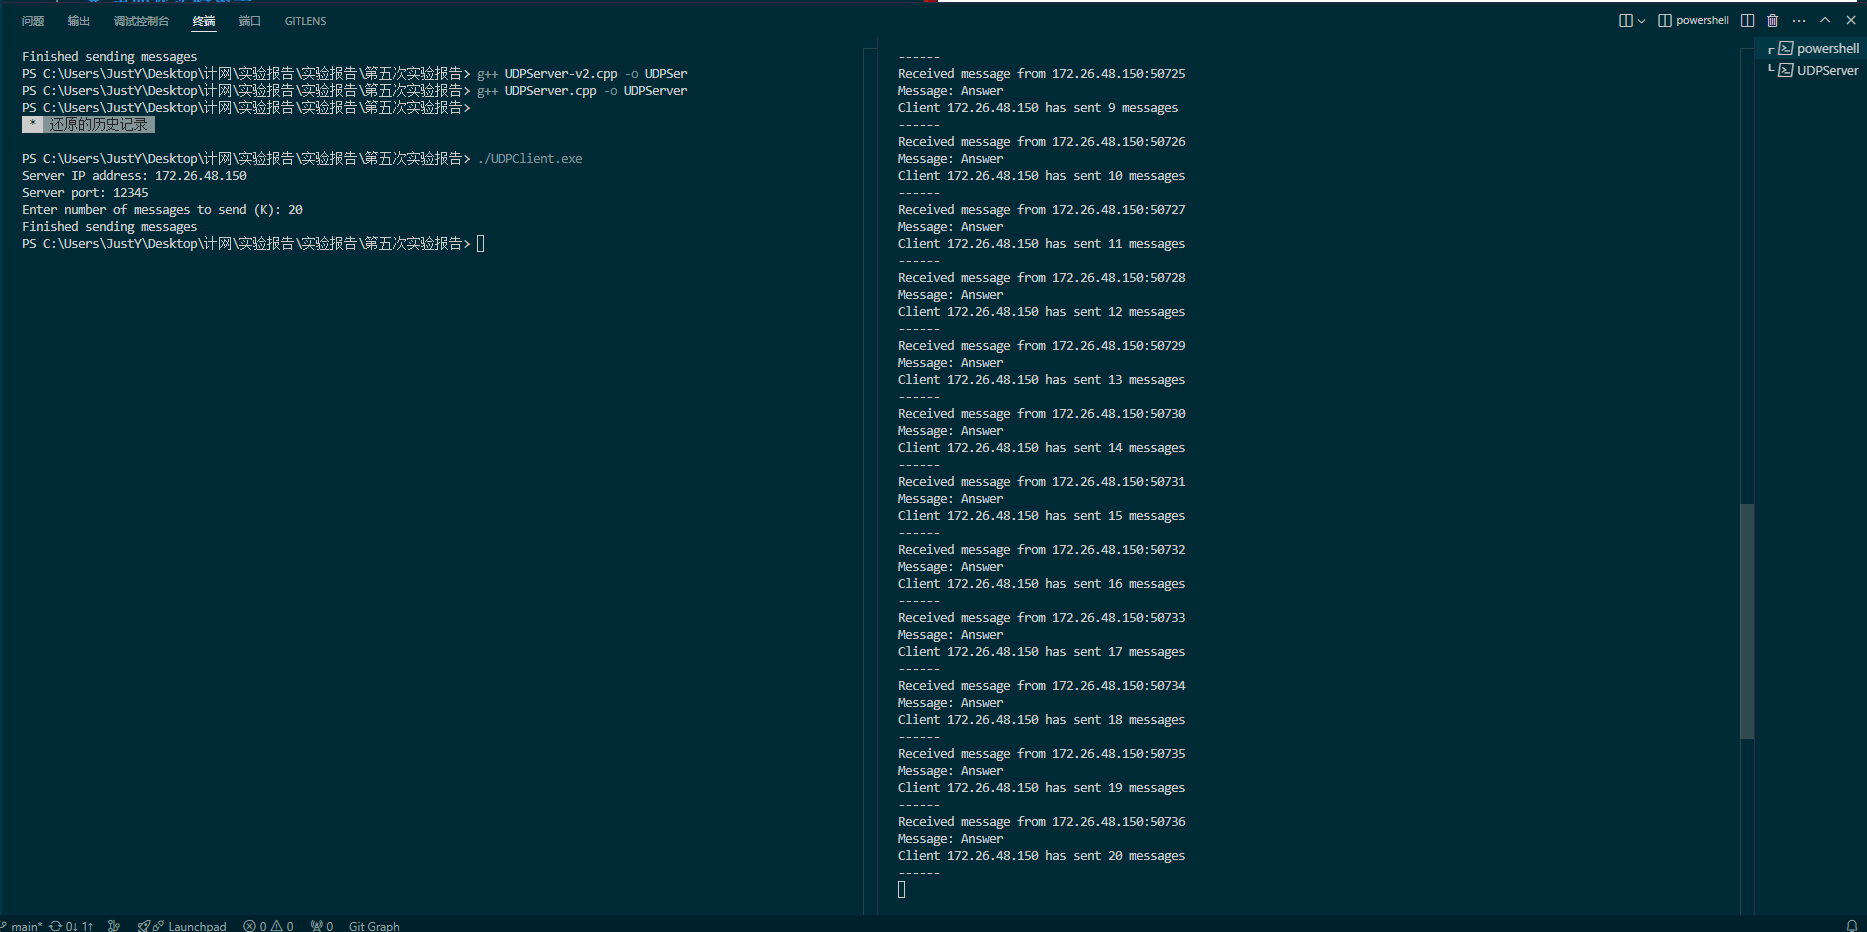 问题 输出 调试控制台 终端 端口 GITLENS
powershell
Finished sending messages
PS C:\Users\JustY\Desktop\计网\实验报告\实验报告\第五次实验报告> g++ UDPServer-v2.cpp -o UDPSer
PS C:\Users\JustY\Desktop\计网\实验报告\实验报告\第五次实验报告> g++ UDPServer.cpp -o UDPServer
PS C:\Users\JustY\Desktop\计网\实验报告\实验报告\第五次实验报告>
* 还原的历史记录
PS C:\Users\JustY\Desktop\计网\实验报告\实验报告\第五次实验报告> ./UDPClient.exe
Server IP address: 172.26.48.150
Server port: 12345
Enter number of messages to send (K): 20
Finished sending messages
PS C:\Users\JustY\Desktop\计网\实验报告\实验报告\第五次实验报告>
------
Received message from 172.26.48.150:50725
Message: Answer
Client 172.26.48.150 has sent 9 messages
------
Received message from 172.26.48.150:50726
Message: Answer
Client 172.26.48.150 has sent 10 messages
------
Received message from 172.26.48.150:50727
Message: Answer
Client 172.26.48.150 has sent 11 messages
------
Received message from 172.26.48.150:50728
Message: Answer
Client 172.26.48.150 has sent 12 messages
------
Received message from 172.26.48.150:50729
Message: Answer
Client 172.26.48.150 has sent 13 messages
------
Received message from 172.26.48.150:50730
Message: Answer
Client 172.26.48.150 has sent 14 messages
------
Received message from 172.26.48.150:50731
Message: Answer
Client 172.26.48.150 has sent 15 messages
------
Received message from 172.26.48.150:50732
Message: Answer
Client 172.26.48.150 has sent 16 messages
------
Received message from 172.26.48.150:50733
Message: Answer
Client 172.26.48.150 has sent 17 messages
------
Received message from 172.26.48.150:50734
Message: Answer
Client 172.26.48.150 has sent 18 messages
------
Received message from 172.26.48.150:50735
Message: Answer
Client 172.26.48.150 has sent 19 messages
------
Received message from 172.26.48.150:50736
Message: Answer
Client 172.26.48.150 has sent 20 messages
------
powershell
UDPServer
main* 0↓ 1↑ Launchpad 0 0 0 Git Graph